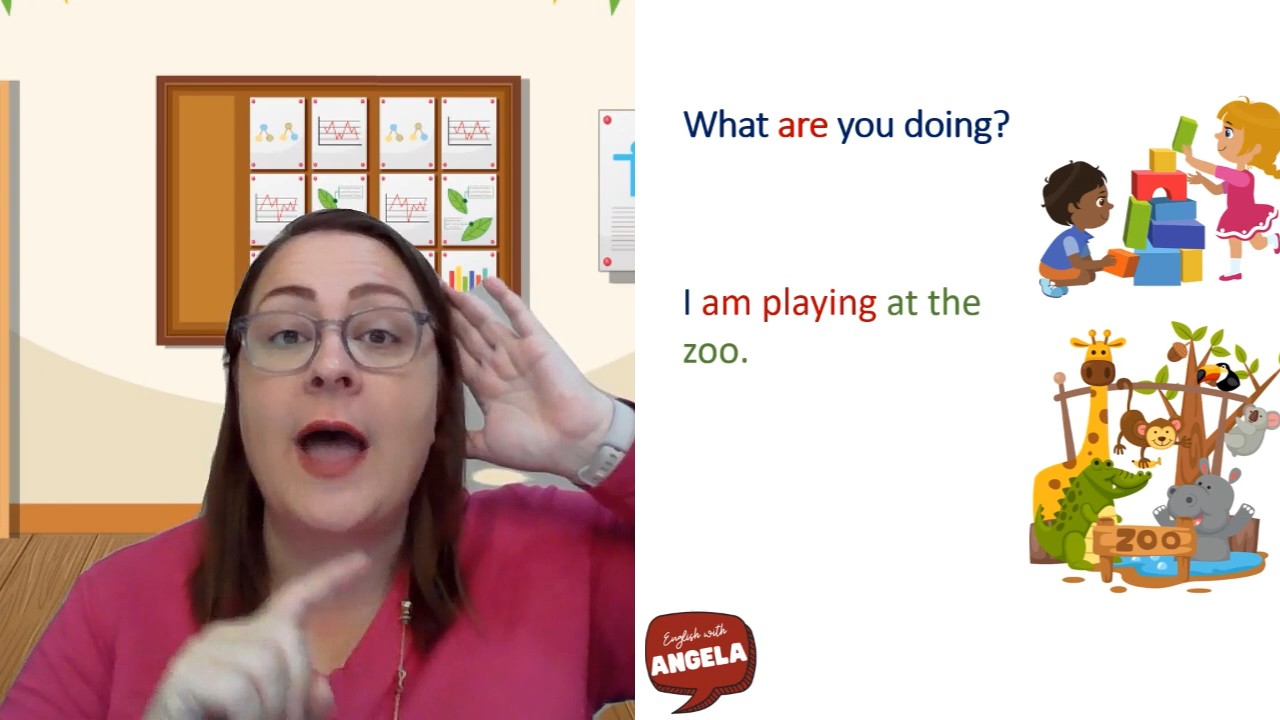 What are you doing?
I am playing at the
zoo.
ZOO
English with
ANGELA